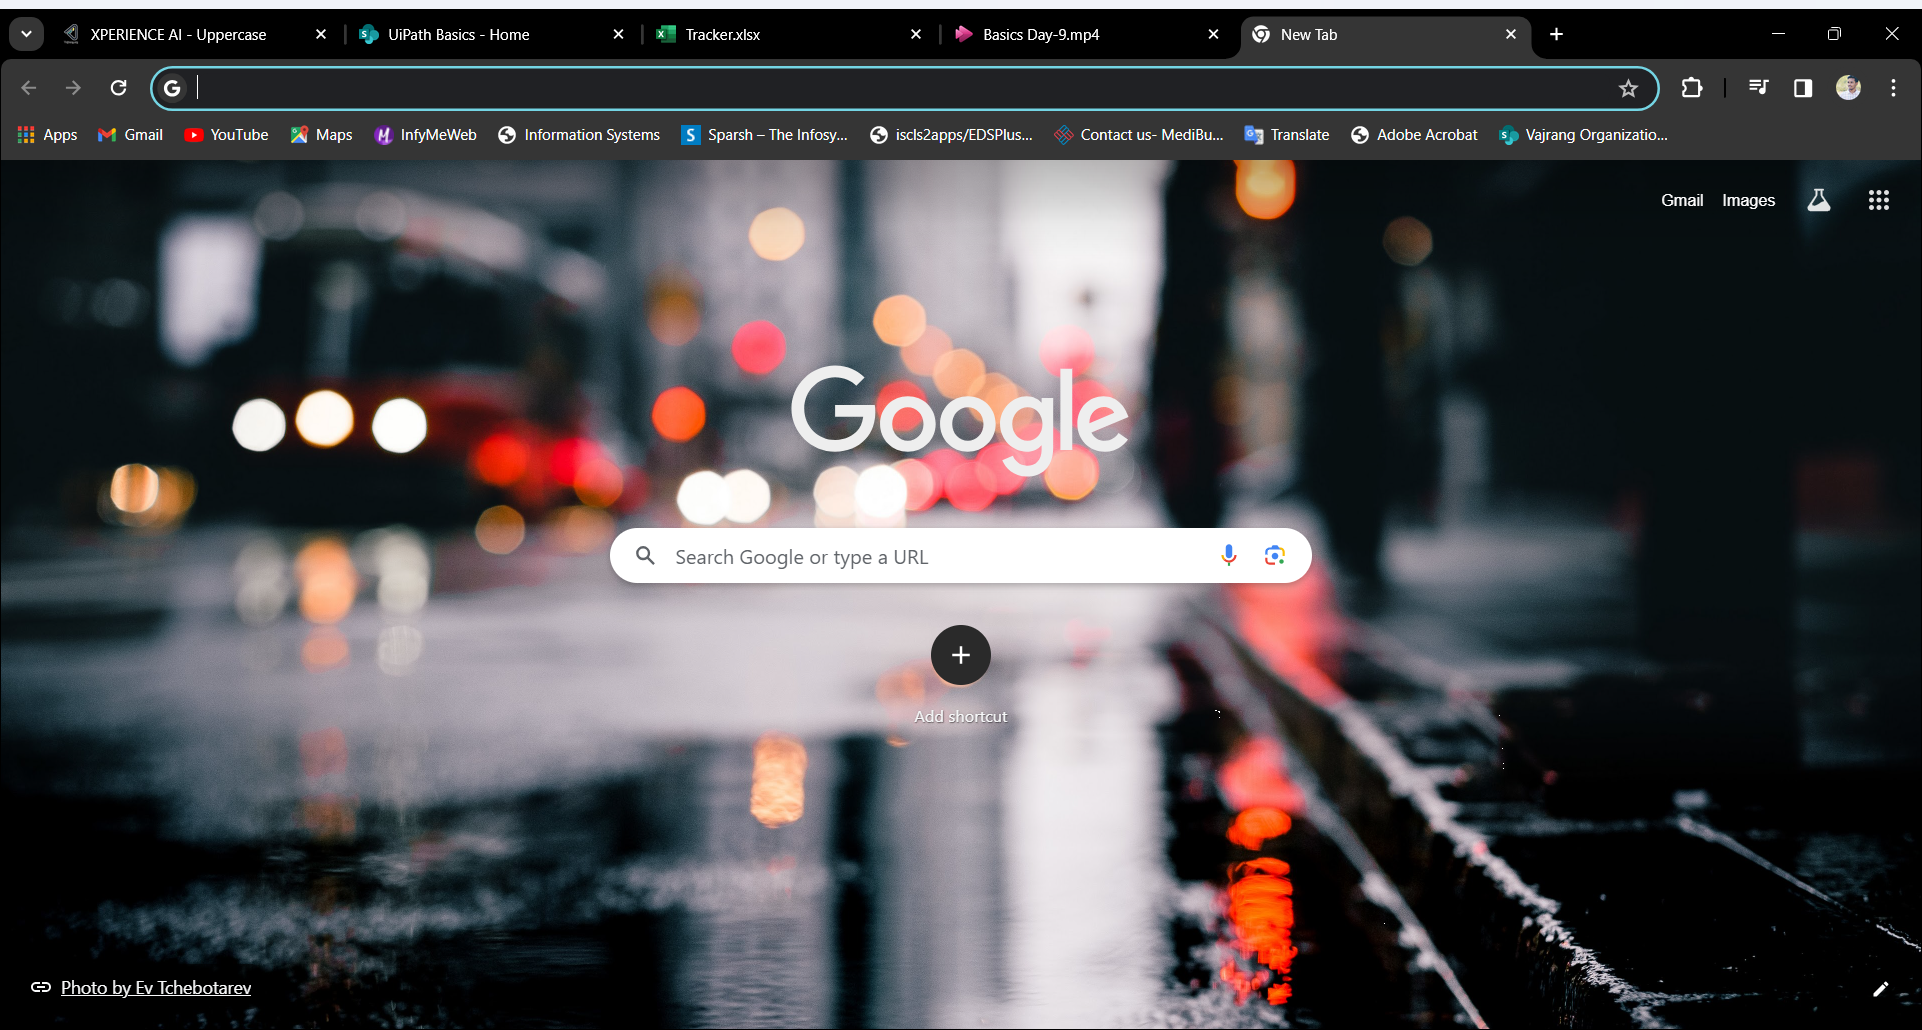 XPERIENCE AI - Uppercase
UiPath Basics - Home
Tracker.xlsx
Basics Day-9.mp4
New Tab
Apps
Gmail
YouTube
Maps
InfyMeWeb
Information Systems
Sparsh – The Infosy...
iscls2apps/EDSPlus...
Contact us- MediBu...
Translate
ADBE Acrobat
Vajrang Organizatio...
Gmail
Images
Google
Search Google or type a URL
Add shortcut
Photo by Ev Tchebotarev